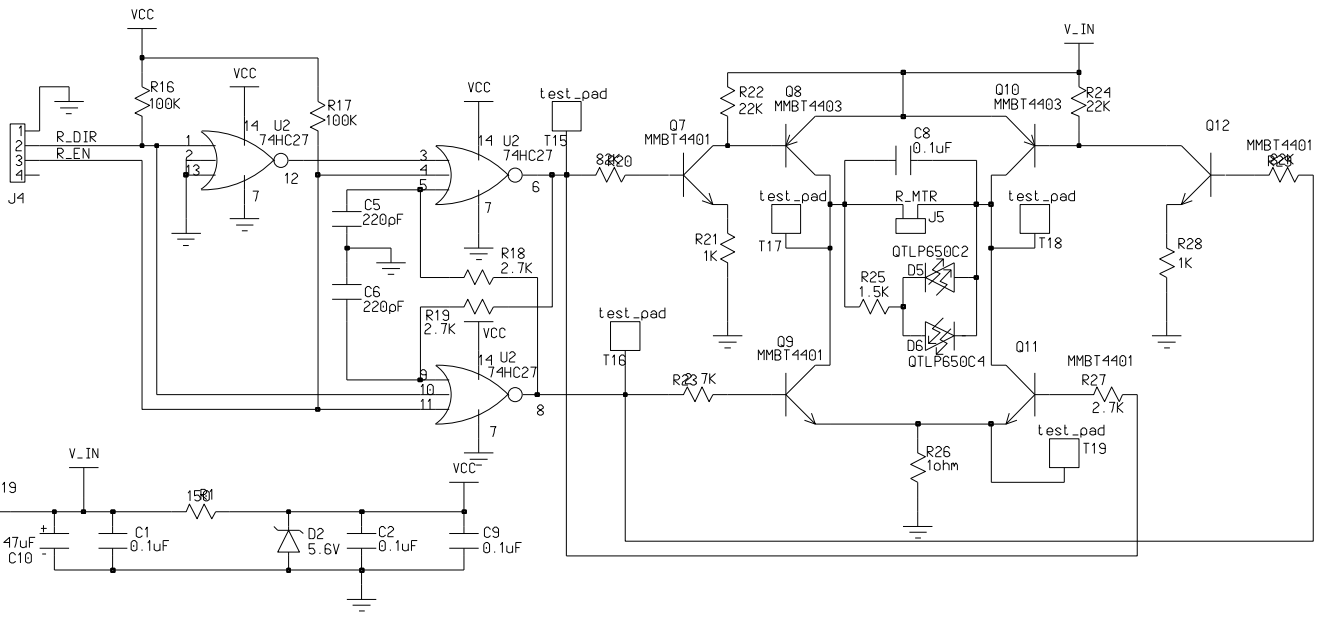 VCC
V_IN
R16
100K
VCC
R17
100K
VCC
test_pad
T15
R22
22K
Q8
MMBT4403
Q10
MMBT4403
R24
22K
1
2
3
4
J4
R_DIR
R_EN
1
2
13
14
U2
74HC27
12
7
3
4
5
14
U2
74HC27
6
7
Q7
MMBT4401
C8
0.1uF
Q12
MMBT4401
C5
220pF
C6
220pF
R18
2.7K
R19
2.7K
test_pad
T17
R_MTR
J5
test_pad
T18
R21
1K
R28
1K
QTLP650C2
D5
R25
1.5K
D6
QTLP650C4
VCC
test_pad
T16
14
U2
74HC27
9
10
11
8
7
Q9
MMBT4401
Q11
MMBT4401
R27
2.7K
R26
1ohm
test_pad
T19
V_IN
VCC
19
+
47uF
C10
-
C1
0.1uF
D2
5.6V
C2
0.1uF
C9
0.1uF